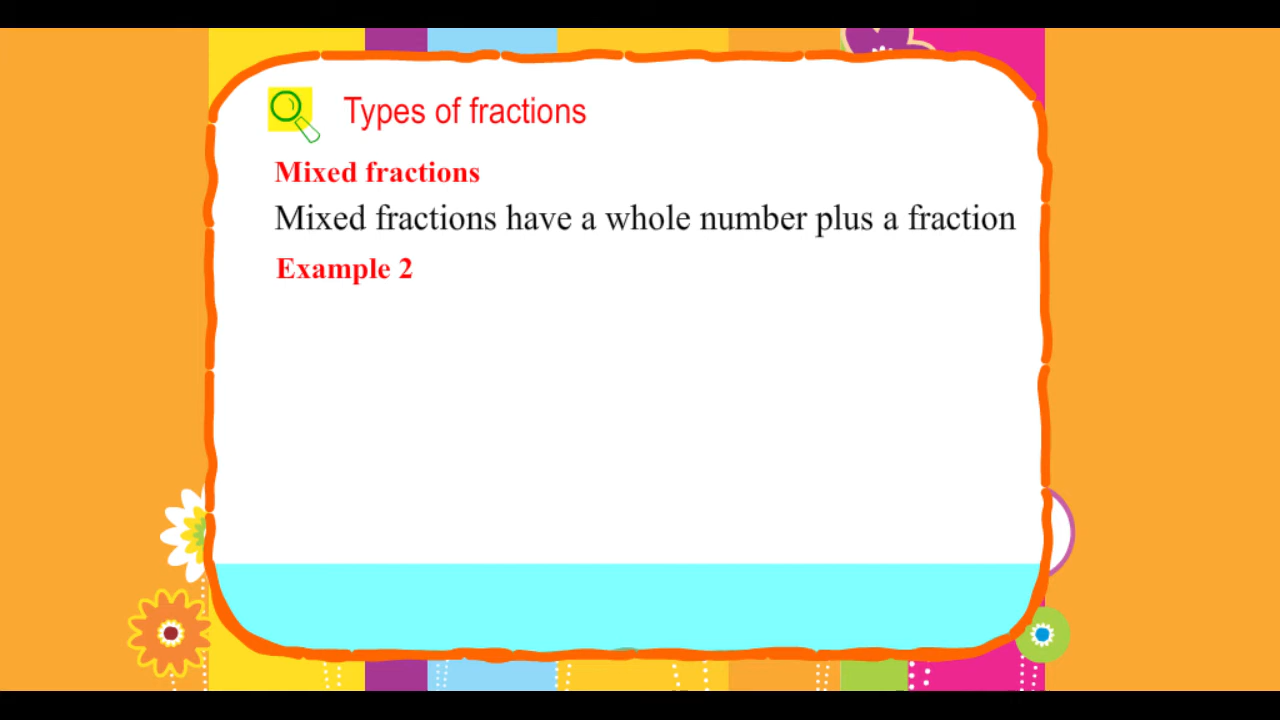 Types of fractions
Mixed fractions
Mixed fractions have a whole number plus a fraction
Example 2